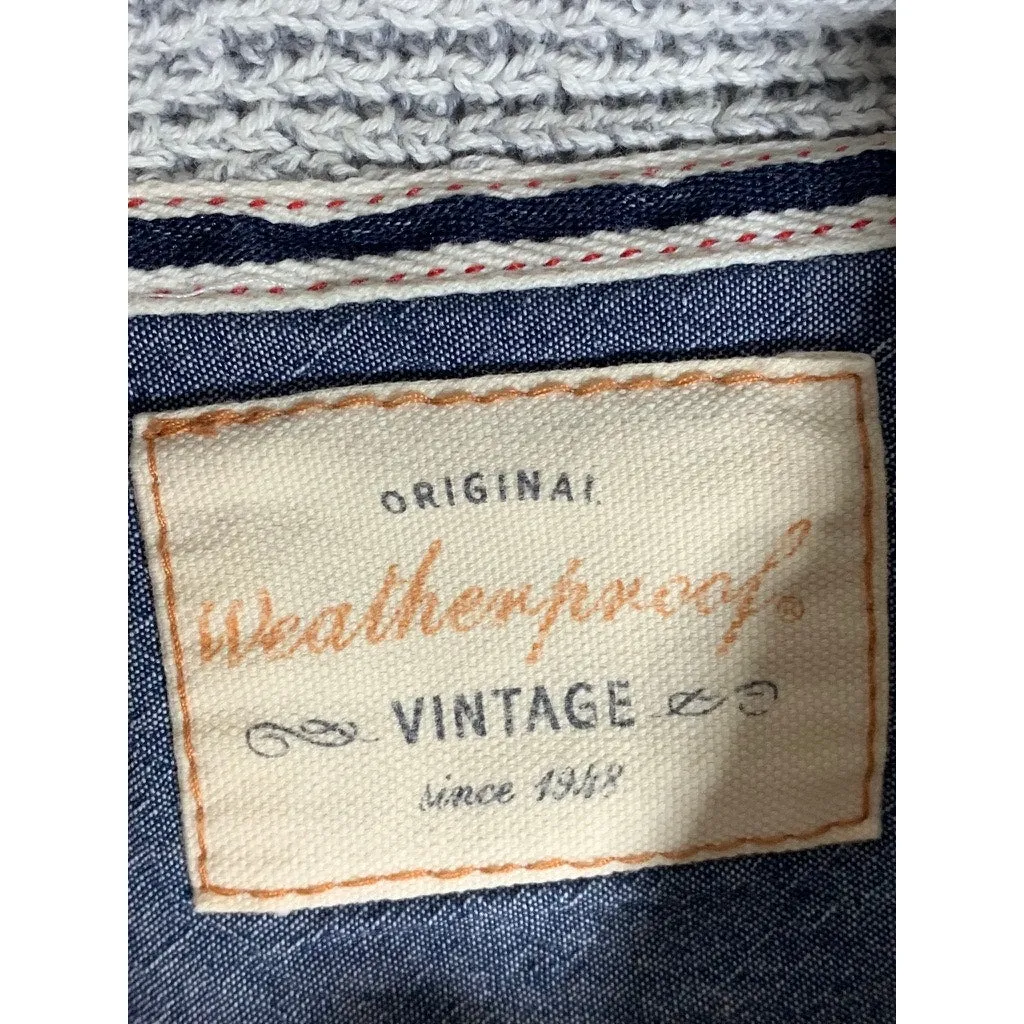 ORIGINAL
Weatherproof®
VINTAGE
since 1948